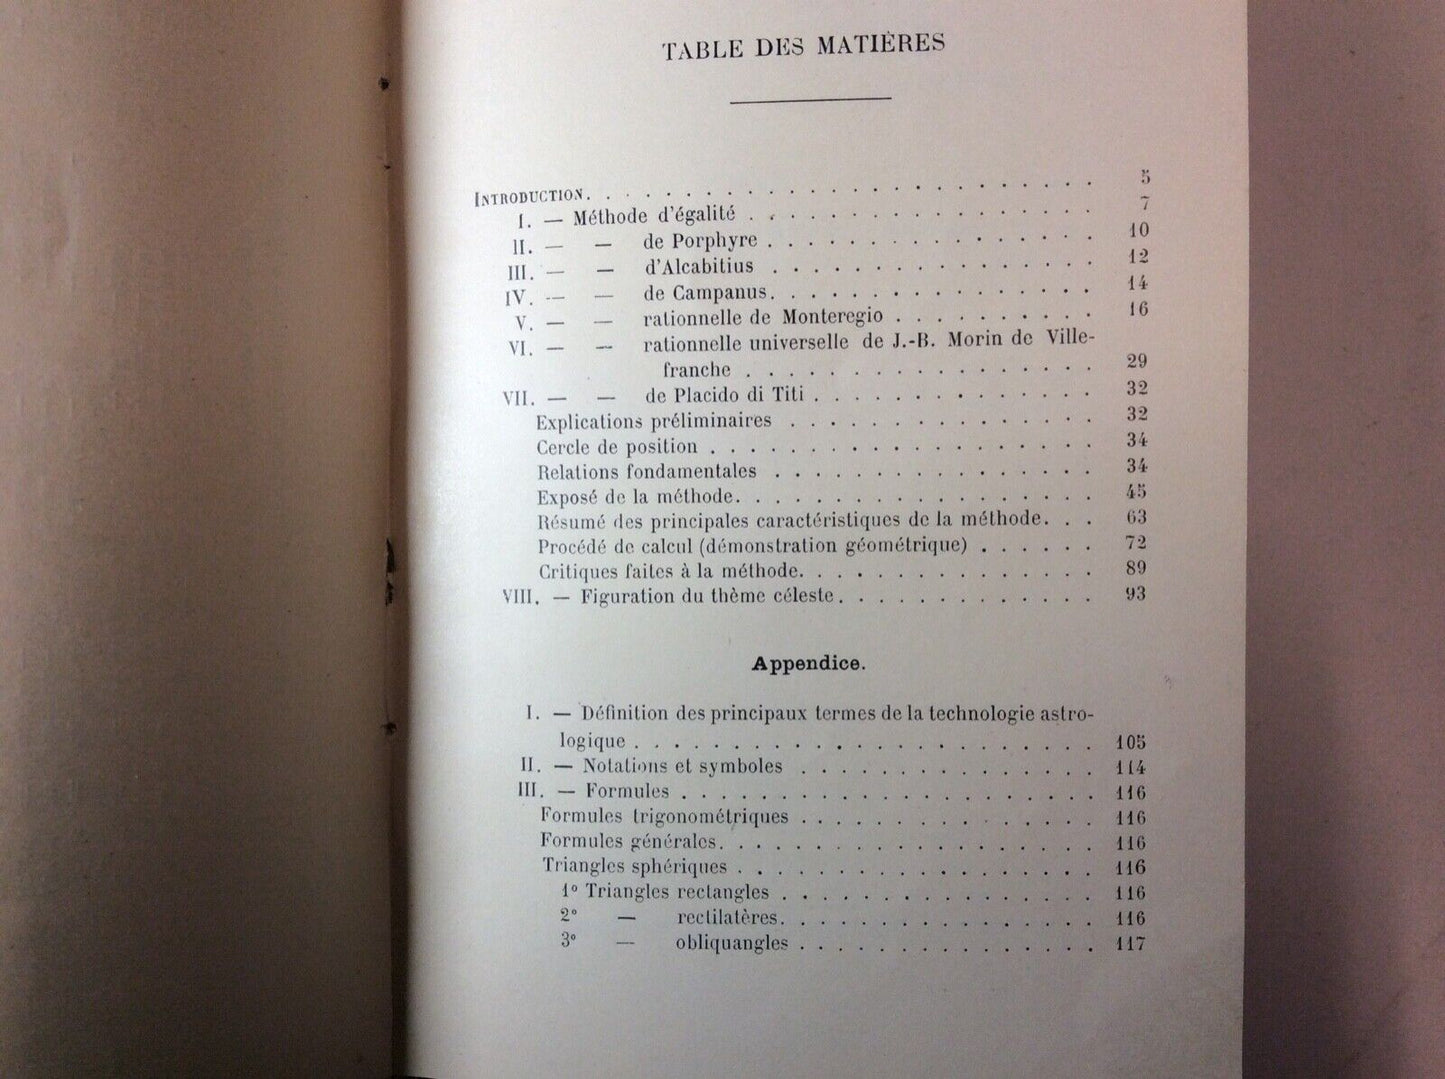 TABLE DES MATIÈRES
INTRODUCTION. . . . . . . . . . . . . . . . . . . . . . . . . . 5
I. — Méthode d'égalité . . . . . . . . . . . . . . . . . . 7
II. — — de Porphyre . . . . . . . . . . . . . . . . . 10
III. — — d'Alcabitius . . . . . . . . . . . . . . . . . 12
IV. — — de Campanus. . . . . . . . . . . . . . . . . 14
V. — — rationnelle de Monteregio . . . . . . . . . . 16
VI. — — rationnelle universelle de J.-B. Morin de Ville-
franche . . . . . . . . . . . . . . . . . . 29
VII. — — de Placido di Titi . . . . . . . . . . . . . . . 32
Explications préliminaires . . . . . . . . . . . . . . . . 32
Cercle de position . . . . . . . . . . . . . . . . . . . . 34
Relations fondamentales . . . . . . . . . . . . . . . . . 34
Exposé de la méthode. . . . . . . . . . . . . . . . . . . 45
Résumé des principales caractéristiques de la méthode. . . 63
Procédé de calcul (démonstration géométrique) . . . . . . 72
Critiques faites à la méthode. . . . . . . . . . . . . . . 89
VIII. — Figuration du thème céleste. . . . . . . . . . . . . 93
Appendice.
I. — Définition des principaux termes de la technologie astro-
logique . . . . . . . . . . . . . . . . . . . . . . . 105
II. — Notations et symboles . . . . . . . . . . . . . . . 114
III. — Formules . . . . . . . . . . . . . . . . . . . . . 116
Formules trigonométriques . . . . . . . . . . . . . . . 116
Formules générales. . . . . . . . . . . . . . . . . . . 116
Triangles sphériques . . . . . . . . . . . . . . . . . . 116
1º Triangles rectangles . . . . . . . . . . . . . . . . 116
2º — rectilatères. . . . . . . . . . . . . . . . 116
3º — obliquangles . . . . . . . . . . . . . . . 117